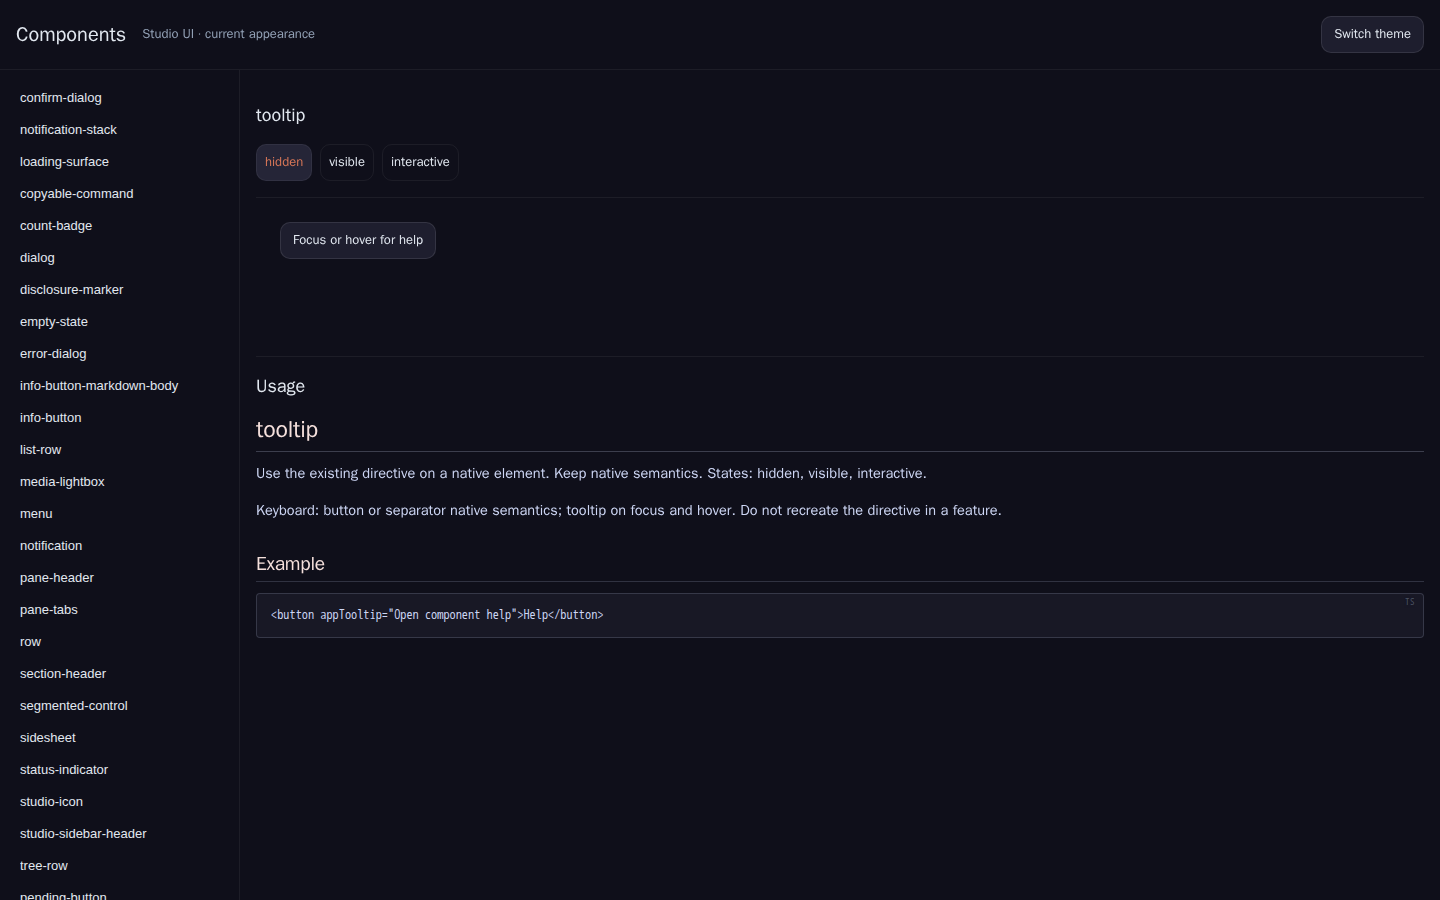 Components
Studio UI · current appearance
Switch theme
confirm-dialog
notification-stack
loading-surface
copyable-command
count-badge
dialog
disclosure-marker
empty-state
error-dialog
info-button-markdown-body
info-button
list-row
media-lightbox
menu
notification
pane-header
pane-tabs
row
section-header
segmented-control
sidesheet
status-indicator
studio-icon
studio-sidebar-header
tree-row
pending-button
tooltip
hidden
visible
interactive
Focus or hover for help
Usage
tooltip
Use the existing directive on a native element. Keep native semantics. States: hidden, visible, interactive.
Keyboard: button or separator native semantics; tooltip on focus and hover. Do not recreate the directive in a feature.
Example
TS
<button appTooltip="Open component help">Help</button>